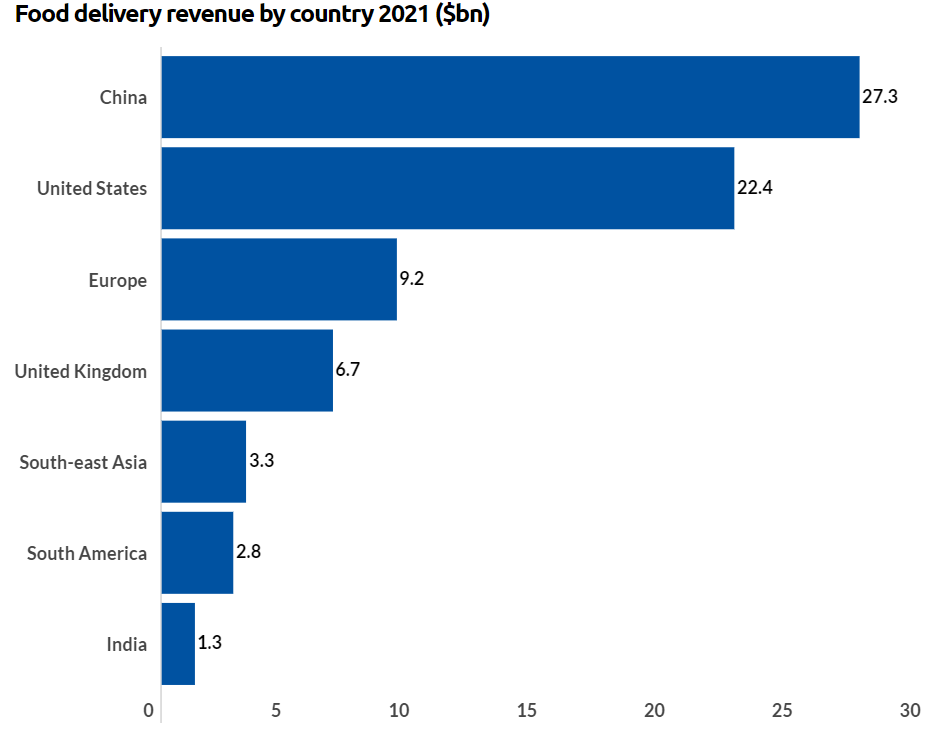 Food delivery revenue by country 2021 ($bn)
China 27.3
United States 22.4
Europe 9.2
United Kingdom 6.7
South-east Asia 3.3
South America 2.8
India 1.3
0 5 10 15 20 25 30